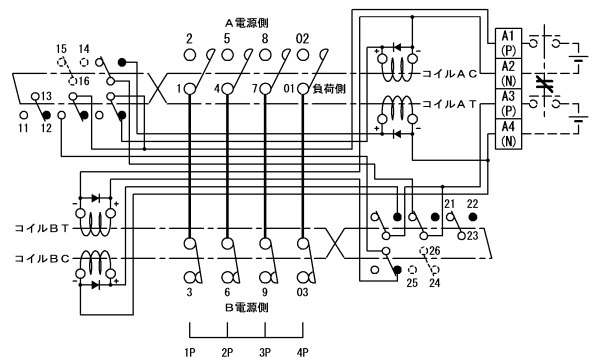 A電源側
2 5 8 02
1 4 7 01 負荷側
15 14
16
13
11 12
コイルAC
コイルAT
A1
(P)
A2
(N)
A3
(P)
A4
(N)
- +
+ -
+ -
- +
- +
コイルBT
コイルBC
- +
21 22
23
26
25 24
3 6 9 03
B電源側
1P 2P 3P 4P